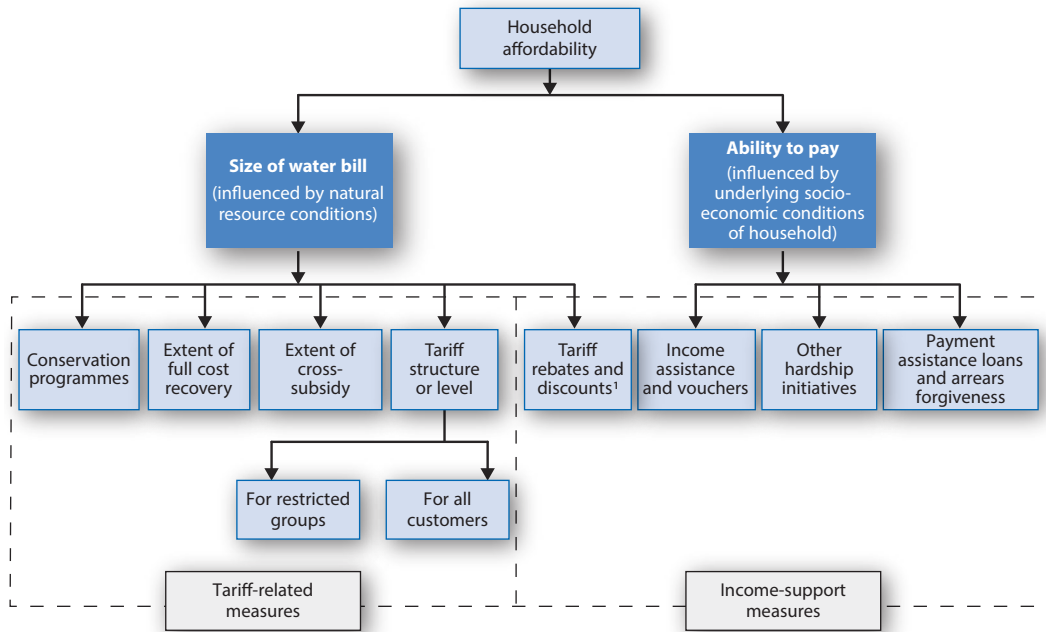 Household
affordability
Size of water bill
(influenced by natural
resource conditions)
Ability to pay
(influenced by
underlying socio-
economic conditions
of household)
Conservation
programmes
Extent of
full cost
recovery
Extent of
cross-
subsidy
Tariff
structure
or level
Tariff
rebates and
discounts¹
Income
assistance
and vouchers
Other
hardship
initiatives
Payment
assistance loans
and arrears
forgiveness
For restricted
groups
For all
customers
Tariff-related
measures
Income-support
measures